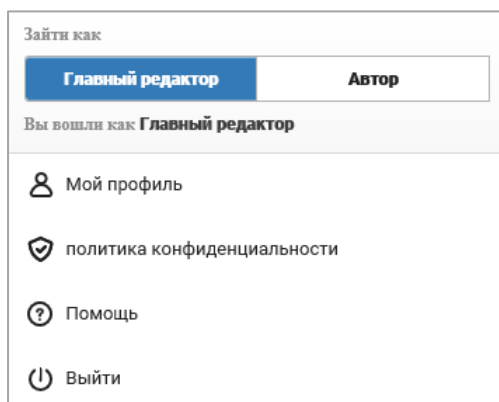 Зайти как
Главный редактор Автор
Вы вошли как Главный редактор
Мой профиль
политика конфиденциальности
Помощь
Выйти